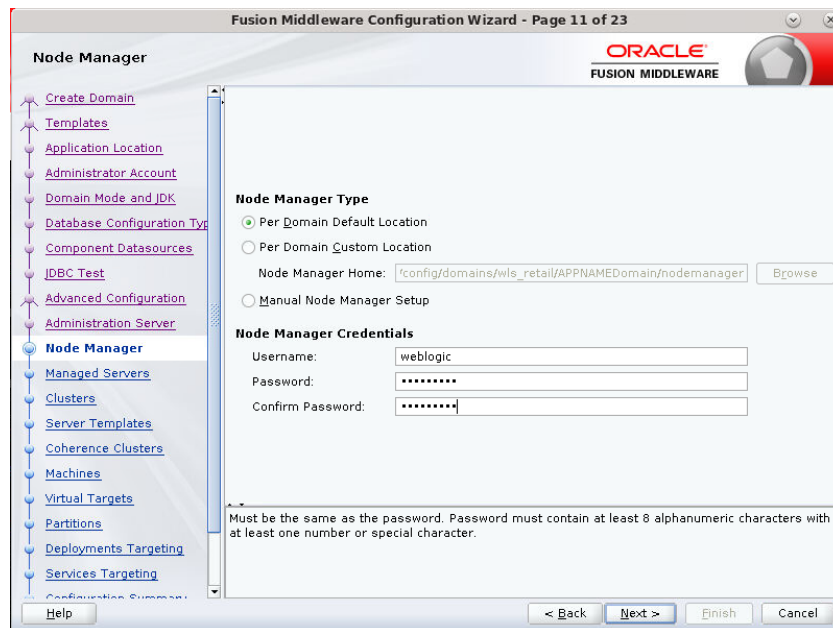 Fusion Middleware Configuration Wizard - Page 11 of 23
Node Manager
ORACLE
FUSION MIDDLEWARE
Create Domain
Templates
Application Location
Administrator Account
Domain Mode and JDK
Database Configuration Typ
Component Datasources
JDBC Test
Advanced Configuration
Administration Server
Node Manager
Managed Servers
Clusters
Server Templates
Coherence Clusters
Machines
Virtual Targets
Partitions
Deployments Targeting
Services Targeting
Configuration Summary
Node Manager Type
Per Domain Default Location
Per Domain Custom Location
Node Manager Home: config/domains/wls_retail/APPNAMEDomain/nodemanager Browse
Manual Node Manager Setup
Node Manager Credentials
Username: weblogic
Password: •••••••••
Confirm Password: •••••••••
Must be the same as the password. Password must contain at least 8 alphanumeric characters with
at least one number or special character.
Help < Back Next > Finish Cancel